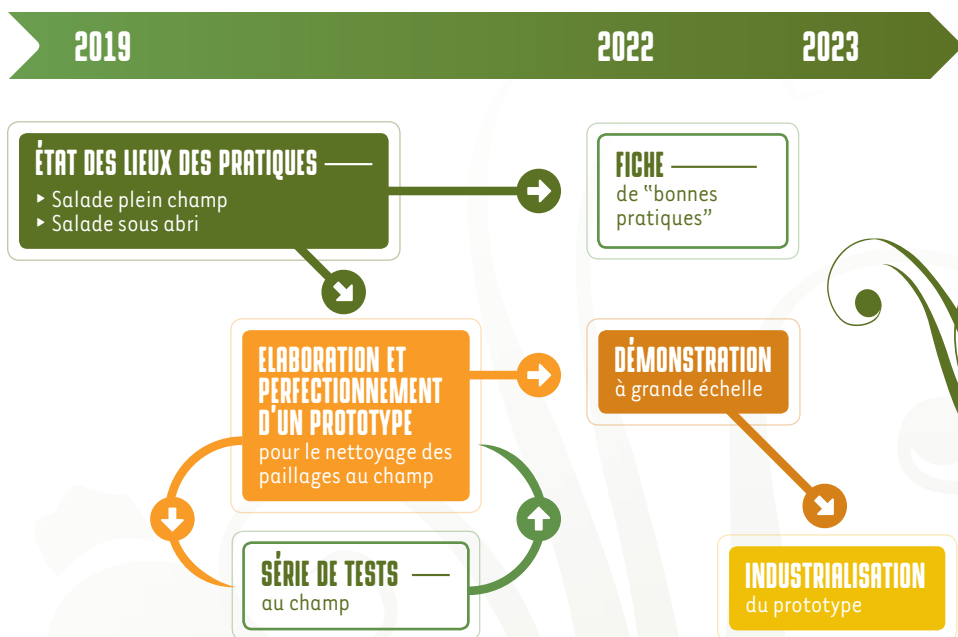 2019
2022
2023
ÉTAT DES LIEUX DES PRATIQUES
▸ Salade plein champ
▸ Salade sous abri
FICHE
de “bonnes
pratiques”
ELABORATION ET
PERFECTIONNEMENT
D'UN PROTOTYPE
pour le nettoyage des
paillages au champ
DÉMONSTRATION
à grande échelle
SÉRIE DE TESTS
au champ
INDUSTRIALISATION
du prototype